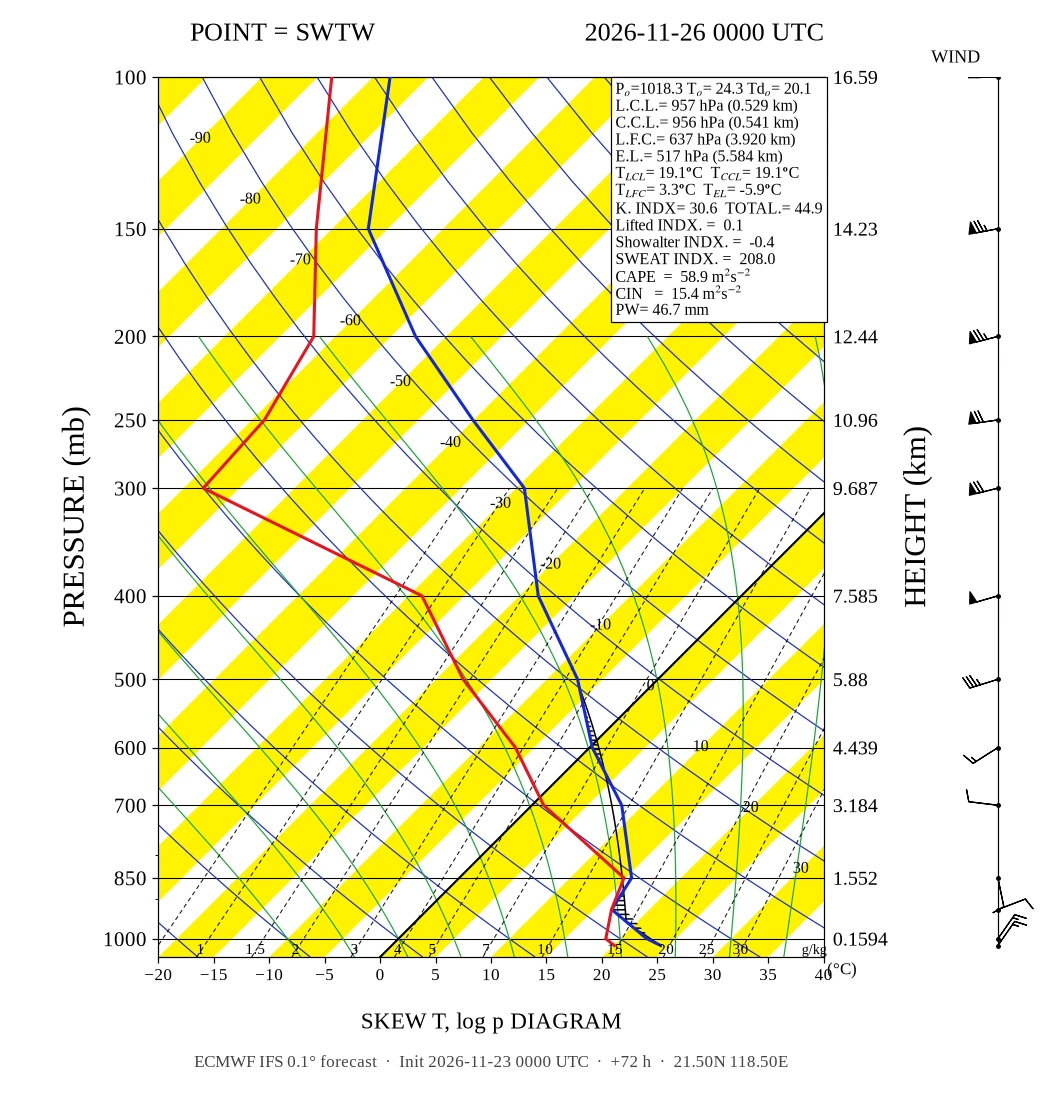 POINT = SWTW
2026-11-26 0000 UTC
WIND
P₀=1018.3 T₀= 24.3 Td₀= 20.1
L.C.L.= 957 hPa (0.529 km)
C.C.L.= 956 hPa (0.541 km)
L.F.C.= 637 hPa (3.920 km)
E.L.= 517 hPa (5.584 km)
T_LCL= 19.1°C T_CCL= 19.1°C
T_LFC= 3.3°C T_EL= -5.9°C
K. INDX= 30.6 TOTAL.= 44.9
Lifted INDX. = 0.1
Showalter INDX. = -0.4
SWEAT INDX. = 208.0
CAPE = 58.9 m²s⁻²
CIN = 15.4 m²s⁻²
PW= 46.7 mm
PRESSURE (mb)
100
150
200
250
300
400
500
600
700
850
1000
-90
-80
-70
-60
-50
-40
-30
-20
-10
0
10
20
30
16.59
14.23
12.44
10.96
9.687
7.585
5.88
4.439
3.184
1.552
0.1594
HEIGHT (km)
1 1.5 2 3 4 5 7 10 15 20 25 30 g/kg
−20 −15 −10 −5 0 5 10 15 20 25 30 35 40 (°C)
SKEW T, log p DIAGRAM
ECMWF IFS 0.1° forecast · Init 2026-11-23 0000 UTC · +72 h · 21.50N 118.50E